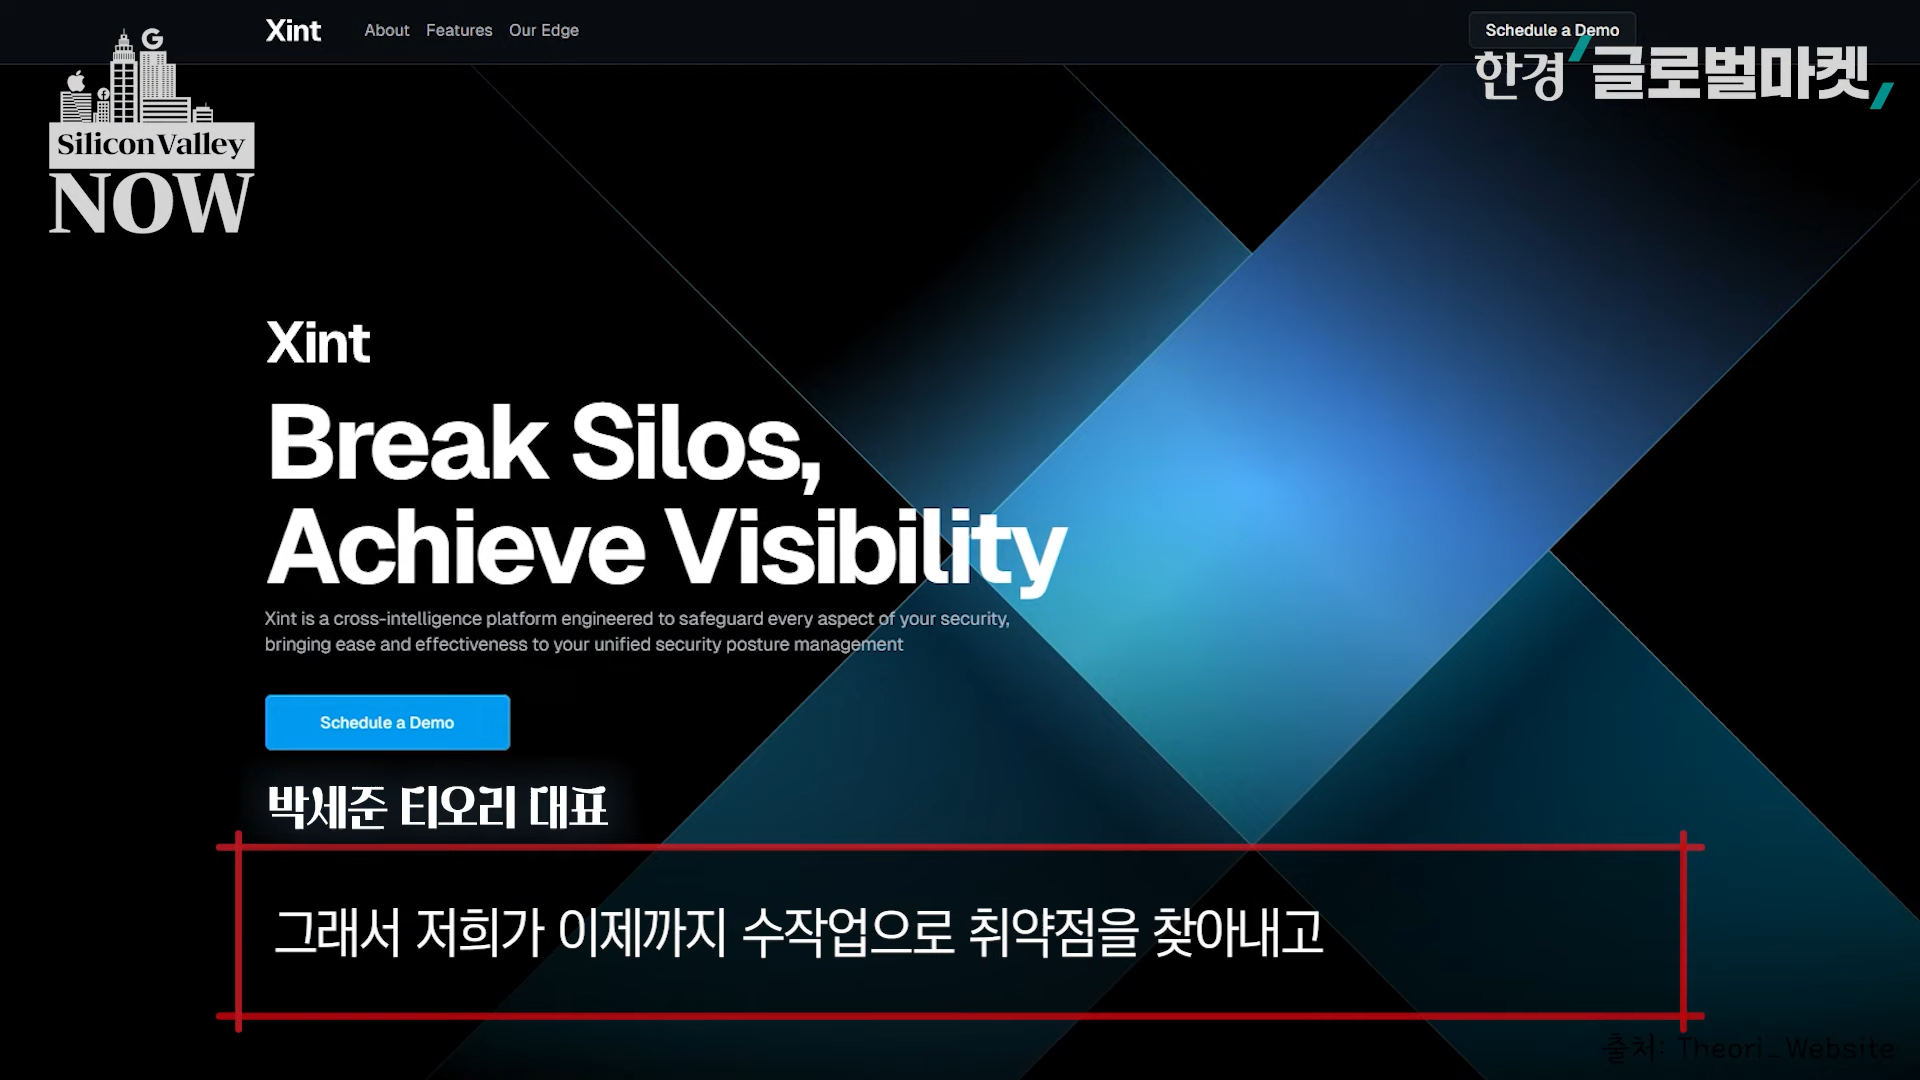 Xint
About
Features
Our Edge
Schedule a Demo
G
SiliconValley
NOW
한경 글로벌마켓
Xint
Break Silos,
Achieve Visibility
Xint is a cross-intelligence platform engineered to safeguard every aspect of your security,
bringing ease and effectiveness to your unified security posture management
Schedule a Demo
박세준 티오리 대표
그래서 저희가 이제까지 수작업으로 취약점을 찾아내고
출처: Theori_Website